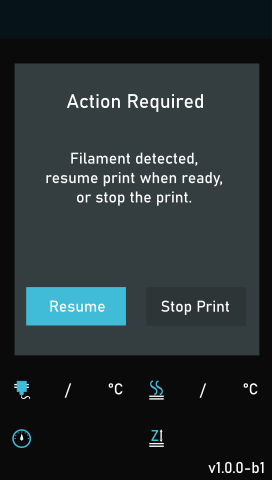 Action Required
Filament detected,
resume print when ready,
or stop the print.
Resume Stop Print
/ °C / °C
Z
v1.0.0-b1